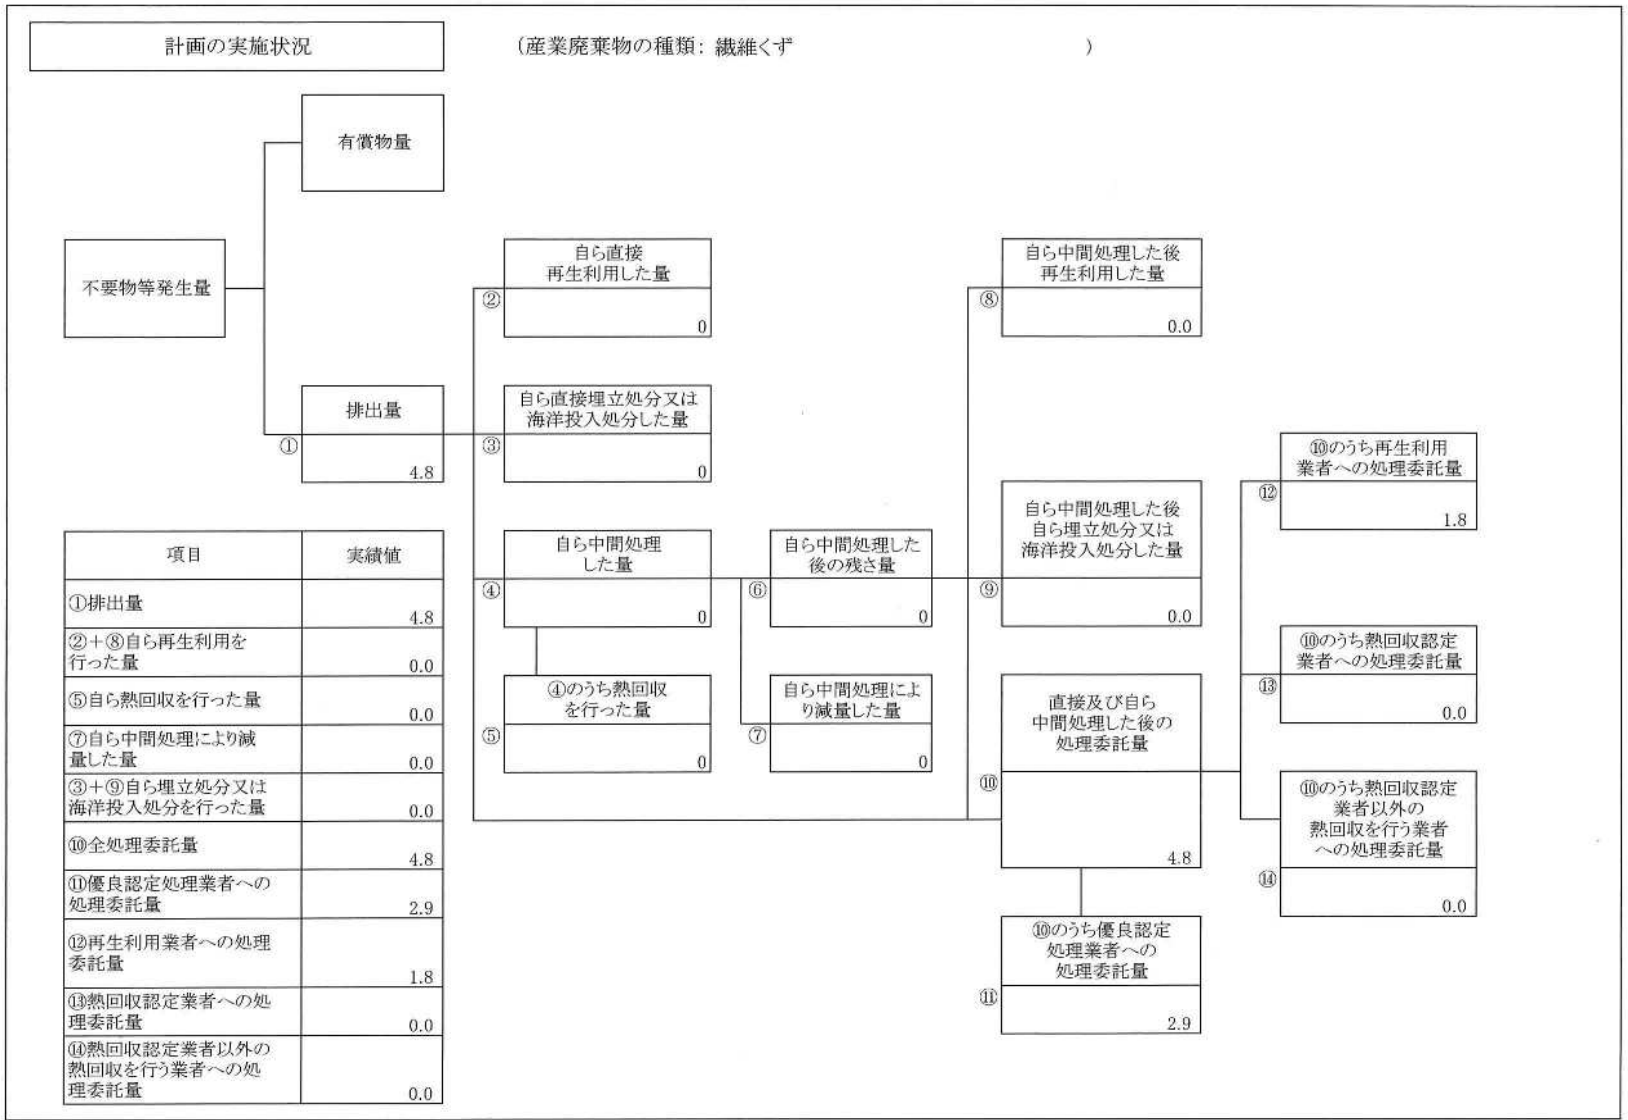 計画の実施状況
(産業廃棄物の種類: 繊維くず )
有償物量
不要物等発生量
排出量
①
4.8
自ら直接
再生利用した量
②
0
自ら直接埋立処分又は
海洋投入処分した量
③
0
自ら中間処理
した量
④
0
④のうち熱回収
を行った量
⑤
0
自ら中間処理した
後の残さ量
⑥
0
自ら中間処理によ
り減量した量
⑦
0
自ら中間処理した後
再生利用した量
⑧
0.0
自ら中間処理した後
自ら埋立処分又は
海洋投入処分した量
⑨
0.0
直接及び自ら
中間処理した後の
処理委託量
⑩
4.8
⑩のうち優良認定
処理業者への
処理委託量
⑪
2.9
⑩のうち再生利用
業者への処理委託量
⑫
1.8
⑩のうち熱回収認定
業者への処理委託量
⑬
0.0
⑩のうち熱回収認定
業者以外の
熱回収を行う業者
への処理委託量
⑭
0.0
項目 実績値
①排出量
4.8
②+⑧自ら再生利用を
行った量
0.0
⑤自ら熱回収を行った量
0.0
⑦自ら中間処理により減
量した量
0.0
③+⑨自ら埋立処分又は
海洋投入処分を行った量
0.0
⑩全処理委託量
4.8
⑪優良認定処理業者への
処理委託量
2.9
⑫再生利用業者への処理
委託量
1.8
⑬熱回収認定業者への処
理委託量
0.0
⑭熱回収認定業者以外の
熱回収を行う業者への処
理委託量
0.0